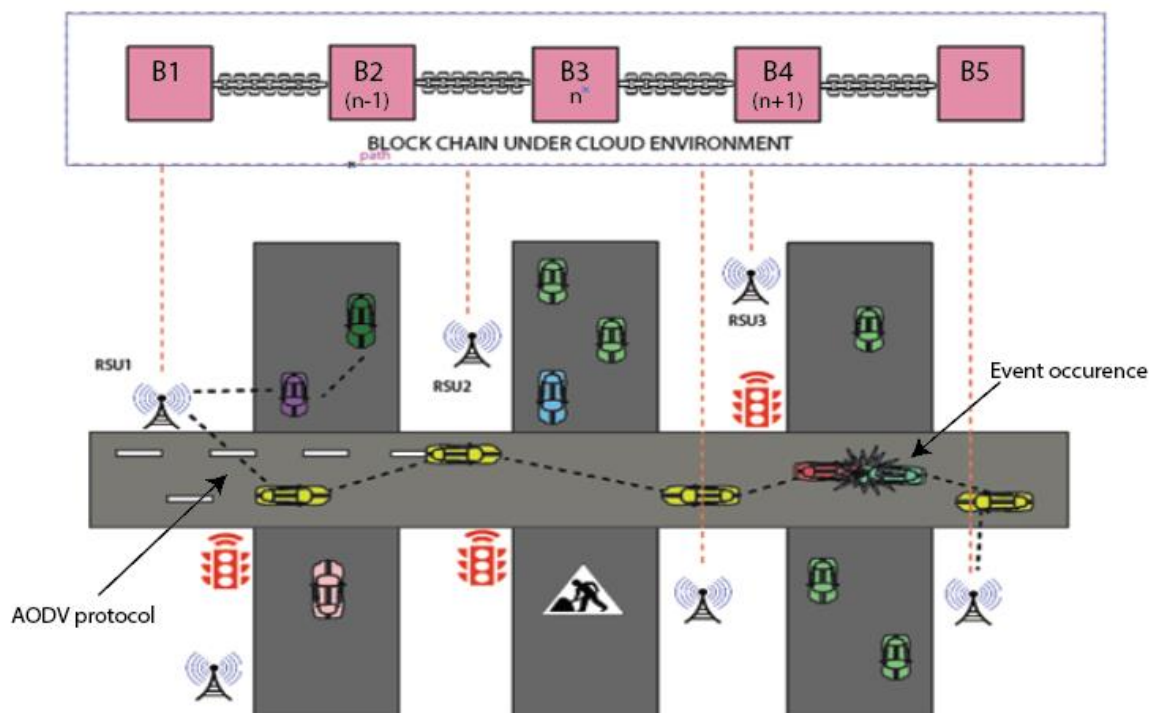 B1
B2
(n-1)
B3
n
B4
(n+1)
B5
BLOCK CHAIN UNDER CLOUD ENVIRONMENT
path
RSU1
RSU2
RSU3
Event occurence
AODV protocol